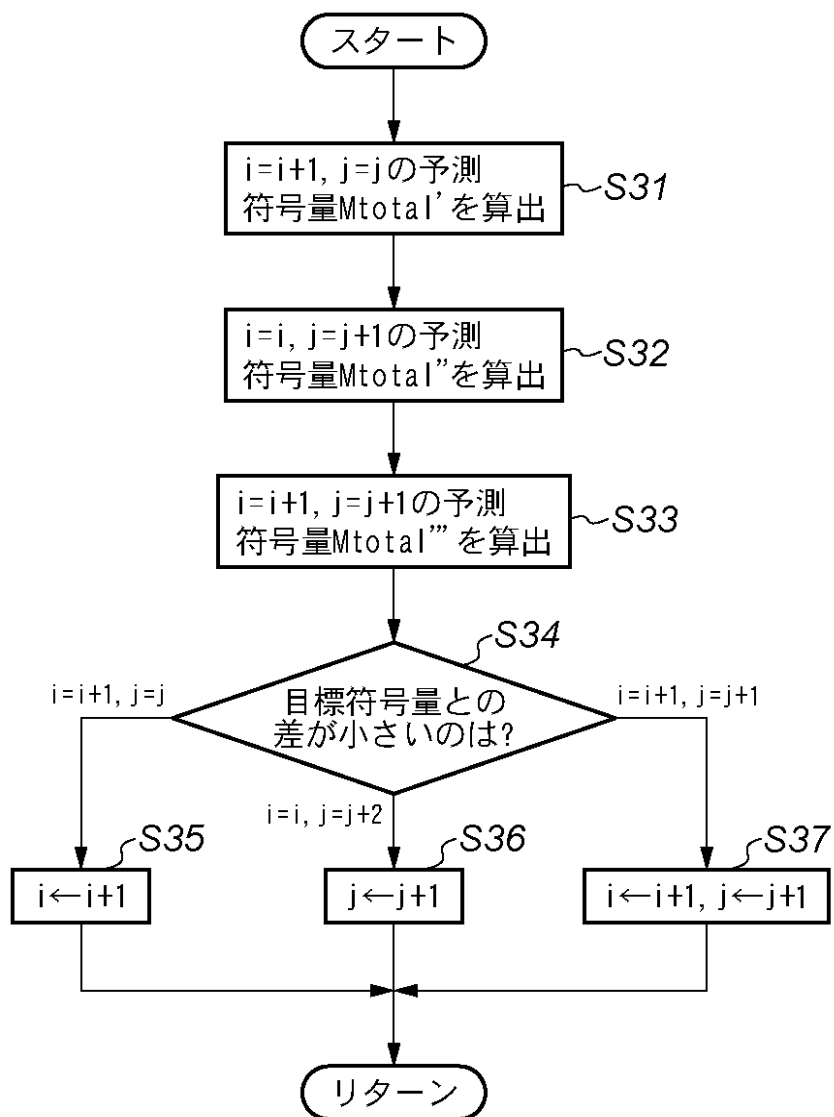 スタート
i=i+1, j=jの予測
符号量Mtotal'を算出
S31
i=i, j=j+1の予測
符号量Mtotal”を算出
S32
i=i+1, j=j+1の予測
符号量Mtotal”'を算出
S33
S34
目標符号量との
差が小さいのは?
i=i+1, j=j
i=i, j=j+2
i=i+1, j=j+1
S35
i←i+1
S36
j←j+1
S37
i←i+1, j←j+1
リターン